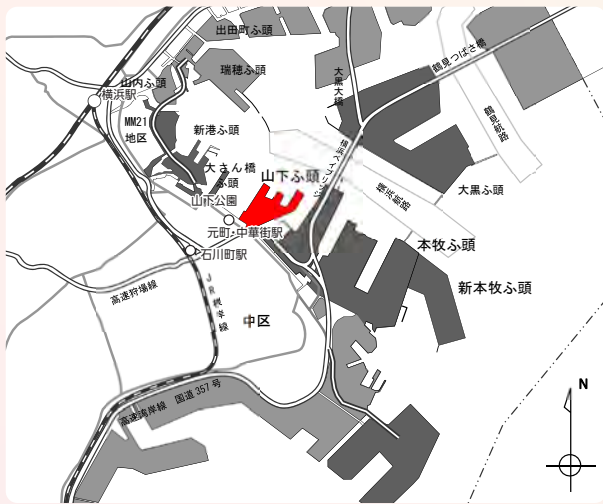 出田町ふ頭
瑞穂ふ頭
山内ふ頭
横浜駅
MM21
地区
新港ふ頭
大さん橋
ふ頭
山下公園
山下ふ頭
元町・中華街駅
石川町駅
大黒大橋
鶴見つばさ橋
鶴見航路
横浜ベイブリッジ
横浜航路
大黒ふ頭
本牧ふ頭
新本牧ふ頭
高速狩場線
JR根岸線
中区
高速湾岸線 国道357号
N